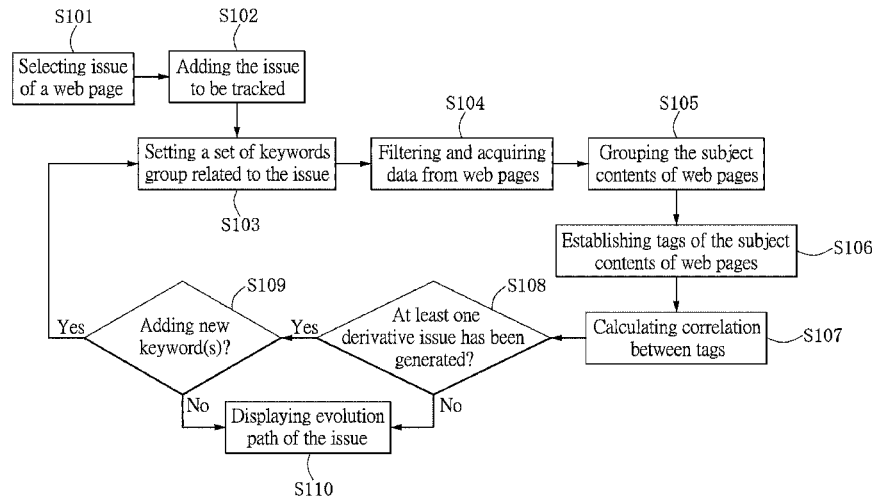 S101
Selecting issue
of a web page
S102
Adding the issue
to be tracked
Setting a set of keywords
group related to the issue
S103
S104
Filtering and acquiring
data from web pages
S105
Grouping the subject
contents of web pages
Establishing tags of the subject
contents of web pages
S106
Calculating correlation
between tags
S107
S108
At least one
derivative issue has been
generated?
Yes
No
S109
Adding new
keyword(s)?
Yes
No
Displaying evolution
path of the issue
S110